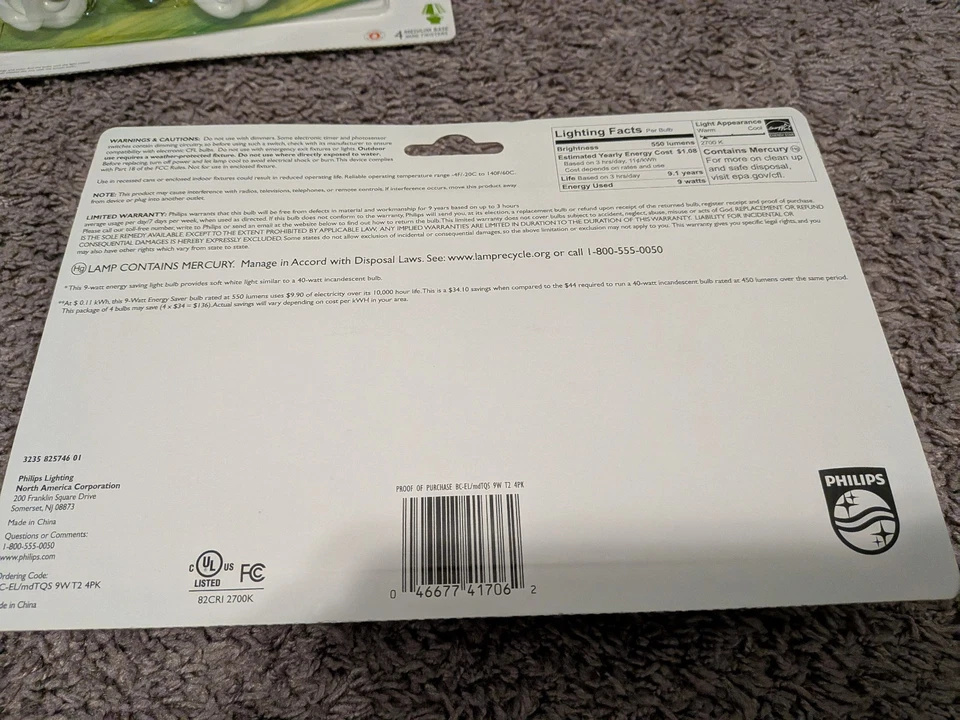 4 MEDIUM BASE
MINI TWISTERS
WARNINGS & CAUTIONS: Do not use with dimmers. Some electronic timer and photosensor
switches contain dimming circuitry, so before using such a switch, check with its manufacturer to ensure
compatibility with electronic CFL bulbs. Do not use with emergency exit fixtures or lights. Outdoor
use requires a weather-protected fixture. Do not use where directly exposed to water.
Before replacing, turn off power and let lamp cool to avoid electrical shock or burn. This device complies
with Part 18 of the FCC Rules. Not for use in enclosed fixture.
Use in recessed cans or enclosed indoor fixtures could result in reduced operating life. Reliable operating temperature range -4F/-20C to 140F/60C.
NOTE: This product may cause interference with radios, televisions, telephones, or remote controls. If interference occurs, move this product away
from device or plug into another outlet.
Lighting Facts Per Bulb
Brightness 550 lumens
Estimated Yearly Energy Cost $1.08
Based on 3 hrs/day, 11¢/kWh
Cost depends on rates and use
Life Based on 3 hrs/day 9.1 years
Energy Used 9 watts
Light Appearance
Warm Cool
2700 K
Contains Mercury Hg
For more on clean up
and safe disposal,
visit epa.gov/cfl.
LIMITED WARRANTY: Philips warrants that this bulb will be free from defects in material and workmanship for 9 years based on up to 3 hours
average usage per day/7 days per week, when used as directed. If this bulb does not conform to the warranty, Philips will send you, at its election, a replacement bulb or refund upon receipt of the returned bulb, register receipt and proof of purchase.
Please call our toll-free number, write to Philips or send an email at the website below to find out how to return the bulb. This limited warranty does not cover bulbs subject to accident, neglect, abuse, misuse or acts of God. REPLACEMENT OR REFUND
IS THE SOLE REMEDY AVAILABLE. EXCEPT TO THE EXTENT PROHIBITED BY APPLICABLE LAW, ANY IMPLIED WARRANTIES ARE LIMITED IN DURATION TO THE DURATION OF THIS WARRANTY. LIABILITY FOR INCIDENTAL OR
CONSEQUENTIAL DAMAGES IS HEREBY EXPRESSLY EXCLUDED. Some states do not allow exclusion of incidental or consequential damages, so the above limitation or exclusion may not apply to you. This warranty gives you specific legal rights, and you
may also have other rights which vary from state to state.
Hg LAMP CONTAINS MERCURY. Manage in Accord with Disposal Laws. See: www.lamprecycle.org or call 1-800-555-0050
*This 9-watt energy saving light bulb provides soft white light similar to a 40-watt incandescent bulb.
**At $ 0.11 kWh, this 9-Watt Energy Saver bulb rated at 550 lumens uses $9.90 of electricity over its 10,000 hour life. This is a $34.10 savings when compared to the $44 required to run a 40-watt incandescent bulb rated at 450 lumens over the same period.
This package of 4 bulbs may save (4 x $34 = $136). Actual savings will vary depending on cost per kWH in your area.
3235 825746 01
Philips Lighting
North America Corporation
200 Franklin Square Drive
Somerset, NJ 08873
Made in China
Questions or Comments:
1-800-555-0050
www.philips.com
Ordering Code:
C-EL/mdTQS 9W T2 4PK
de in China
C UL US
LISTED
FC
82CRI 2700K
PROOF OF PURCHASE BC-EL/mdTQS 9W T2 4PK
0 46677 41706 2
PHILIPS